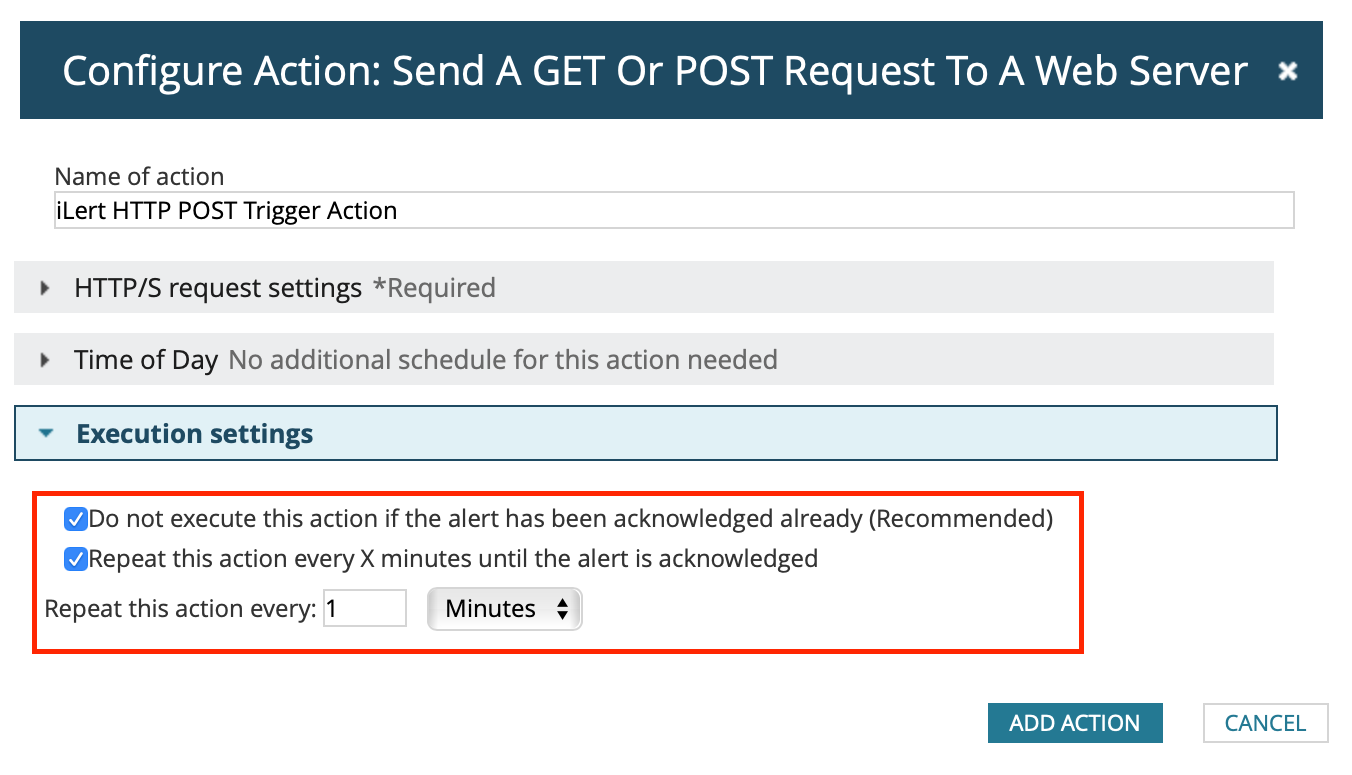 Configure Action: Send A GET Or POST Request To A Web Server
Name of action
iLert HTTP POST Trigger Action
HTTP/S request settings *Required
Time of Day No additional schedule for this action needed
Execution settings
Do not execute this action if the alert has been acknowledged already (Recommended)
Repeat this action every X minutes until the alert is acknowledged
Repeat this action every: 1 Minutes
ADD ACTION CANCEL